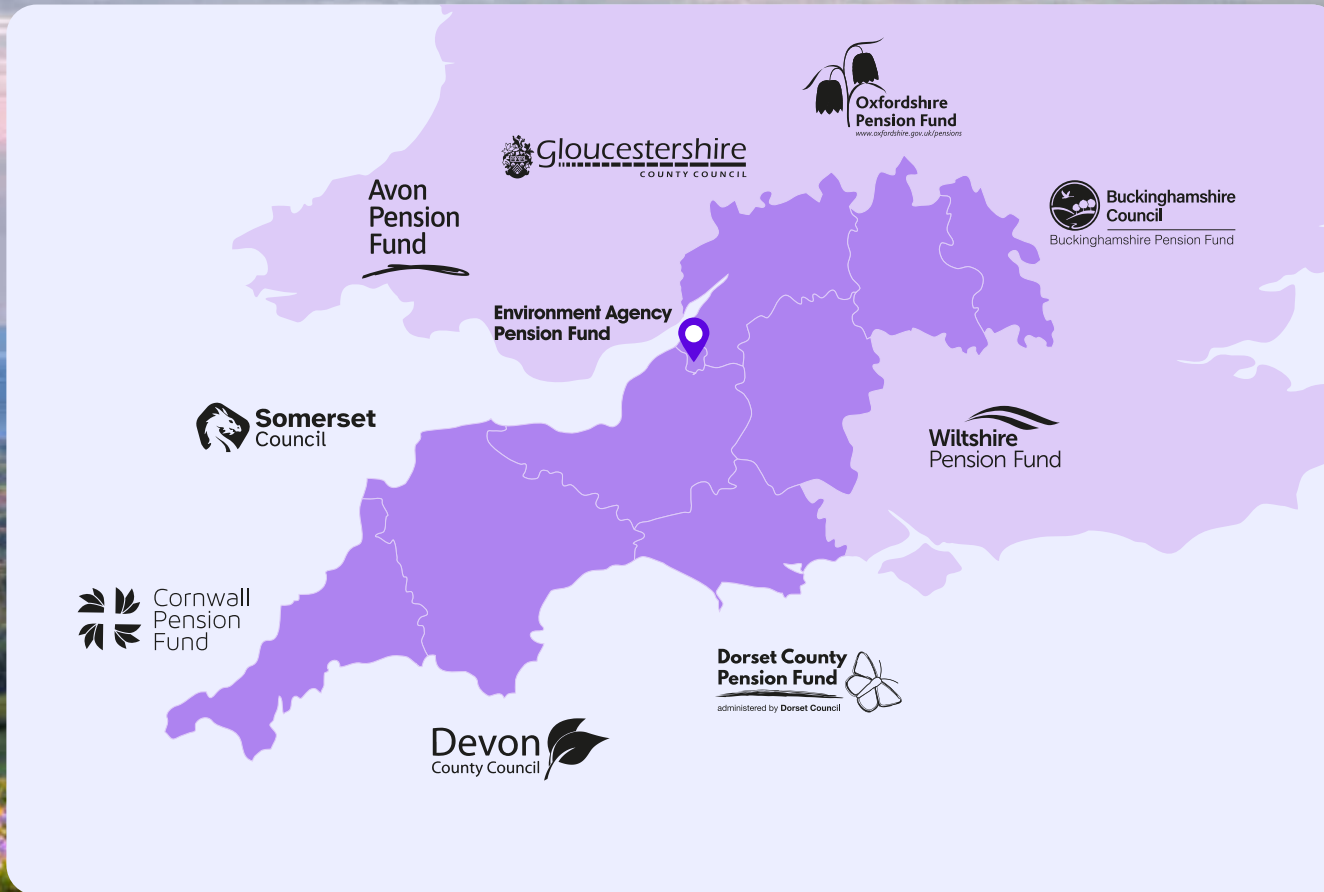 Oxfordshire
Pension Fund
www.oxfordshire.gov.uk/pensions
Gloucestershire
COUNTY COUNCIL
Avon
Pension
Fund
Buckinghamshire
Council
Buckinghamshire Pension Fund
Environment Agency
Pension Fund
Somerset
Council
Wiltshire
Pension Fund
Cornwall
Pension
Fund
Dorset County
Pension Fund
administered by Dorset Council
Devon
County Council